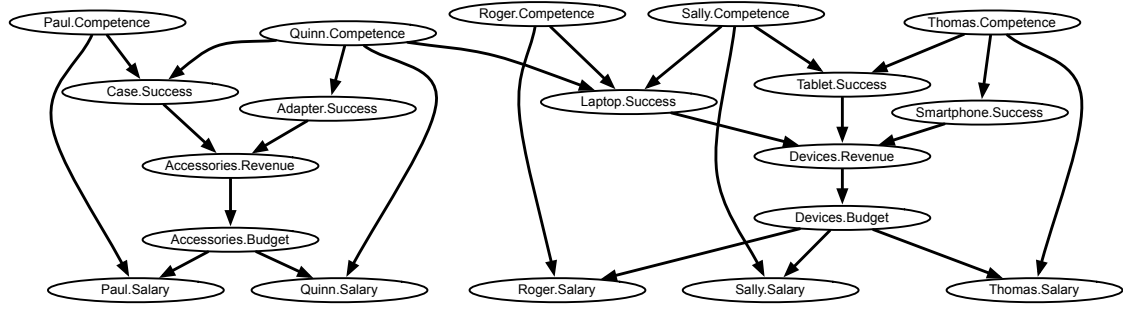 Paul.Competence
Quinn.Competence
Roger.Competence
Sally.Competence
Thomas.Competence
Case.Success
Adapter.Success
Laptop.Success
Tablet.Success
Smartphone.Success
Accessories.Revenue
Devices.Revenue
Accessories.Budget
Devices.Budget
Paul.Salary
Quinn.Salary
Roger.Salary
Sally.Salary
Thomas.Salary